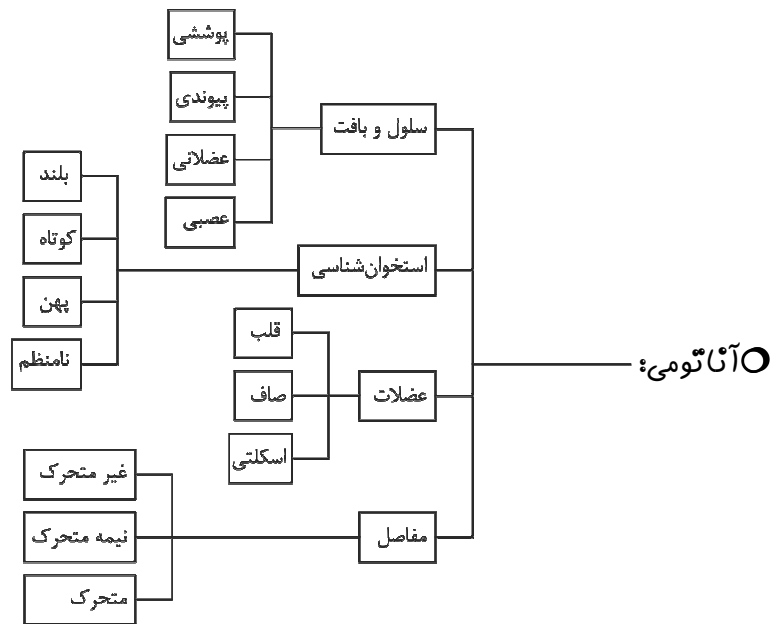 آناتومی:
سلول و بافت
پوششی
پیوندی
عضلانی
عصبی
استخوان‌شناسی
بلند
کوتاه
پهن
نامنظم
عضلات
قلب
صاف
اسکلتی
مفاصل
غیر متحرک
نیمه متحرک
متحرک